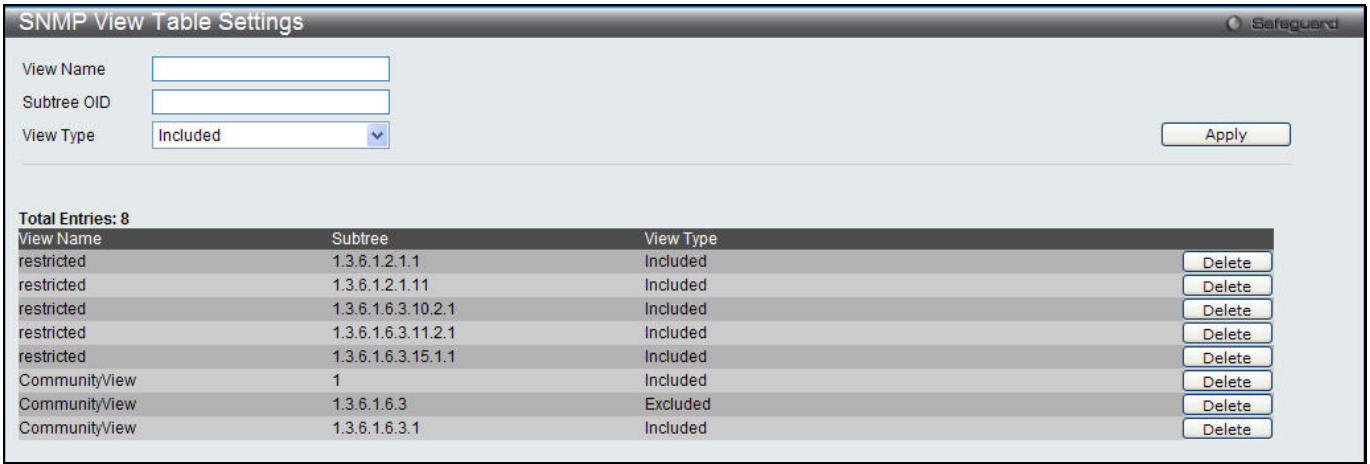 SNMP View Table Settings
Safeguard
View Name
Subtree OID
View Type Included
Apply
Total Entries: 8
View Name Subtree View Type
restricted 1.3.6.1.2.1.1 Included Delete
restricted 1.3.6.1.2.1.11 Included Delete
restricted 1.3.6.1.6.3.10.2.1 Included Delete
restricted 1.3.6.1.6.3.11.2.1 Included Delete
restricted 1.3.6.1.6.3.15.1.1 Included Delete
CommunityView 1 Included Delete
CommunityView 1.3.6.1.6.3 Excluded Delete
CommunityView 1.3.6.1.6.3.1 Included Delete